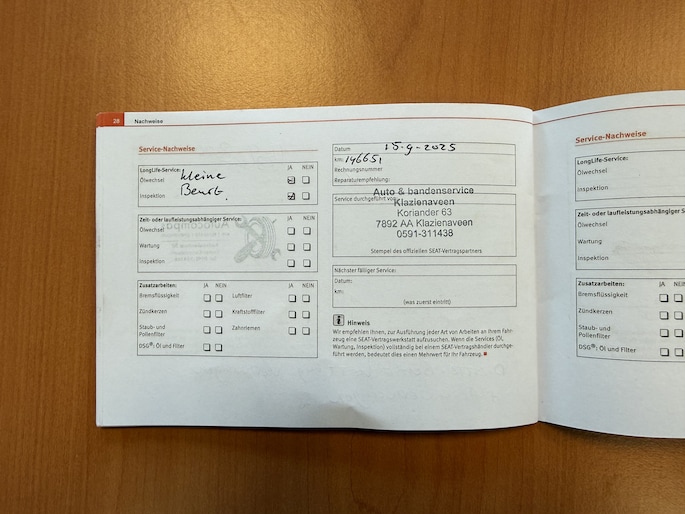 28 Nachweise
Service-Nachweise
LongLife-Service: JA NEIN
Ölwechsel kleine
Inspektion Beurt.
Zeit- oder laufleistungsabhängiger Service:
Ölwechsel JA NEIN
Wartung
Inspektion
Zusatzarbeiten: JA NEIN JA NEIN
Bremsflüssigkeit Luftfilter
Zündkerzen Kraftstofffilter
Staub- und Pollenfilter Zahnriemen
DSG®: Öl und Filter
Datum 15-9-2025
km: 146651
Rechnungsnummer
Reparaturempfehlung:
Service durchgeführt von:
Auto & bandenservice
Klazienaveen
Koriander 63
7892 AA Klazienaveen
0591-311438
Stempel des offiziellen SEAT-Vertragspartners
Nächster fälliger Service:
Datum:
km:
(was zuerst eintritt)
i Hinweis
Wir empfehlen Ihnen, zur Ausführung jeder Art von Arbeiten an Ihrem Fahr-
zeug eine SEAT-Vertragswerkstatt aufzusuchen. Wenn die Services (Öl,
Wartung, Inspektion) vollständig bei einem SEAT-Vertragshändler durchge-
führt werden, bedeutet dies einen Mehrwert für Ihr Fahrzeug.
Service-Nachweise
LongLife-Service:
Ölwechsel
Inspektion
Zeit- oder laufleistungsabhängiger S
Ölwechsel
Wartung
Inspektion
Zusatzarbeiten: JA NEIN
Bremsflüssigkeit
Zündkerzen
Staub- und
Pollenfilter
DSG®: Öl und Filter